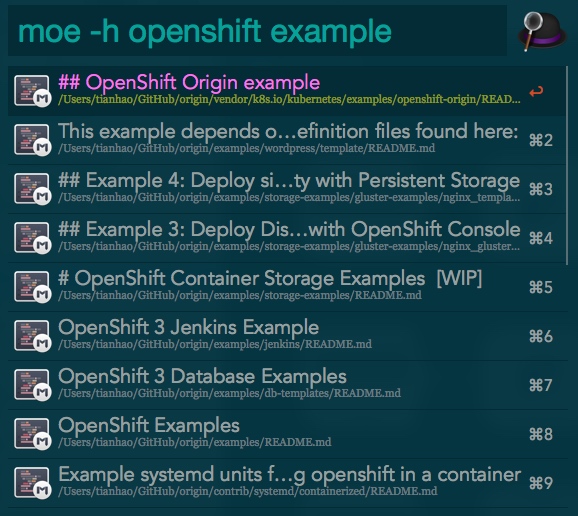 moe -h openshift example
## OpenShift Origin example
/Users/tianhao/GitHub/origin/vendor/k8s.io/kubernetes/examples/openshift-origin/READ...
↩
This example depends o...efinition files found here:
/Users/tianhao/GitHub/origin/examples/wordpress/template/README.md
⌘2
## Example 4: Deploy si...ty with Persistent Storage
/Users/tianhao/GitHub/origin/examples/storage-examples/gluster-examples/nginx_templa...
⌘3
## Example 3: Deploy Dis...with OpenShift Console
/Users/tianhao/GitHub/origin/examples/storage-examples/gluster-examples/nginx_gluster...
⌘4
# OpenShift Container Storage Examples [WIP]
/Users/tianhao/GitHub/origin/examples/storage-examples/README.md
⌘5
OpenShift 3 Jenkins Example
/Users/tianhao/GitHub/origin/examples/jenkins/README.md
⌘6
OpenShift 3 Database Examples
/Users/tianhao/GitHub/origin/examples/db-templates/README.md
⌘7
OpenShift Examples
/Users/tianhao/GitHub/origin/examples/README.md
⌘8
Example systemd units f...g openshift in a container
/Users/tianhao/GitHub/origin/contrib/systemd/containerized/README.md
⌘9